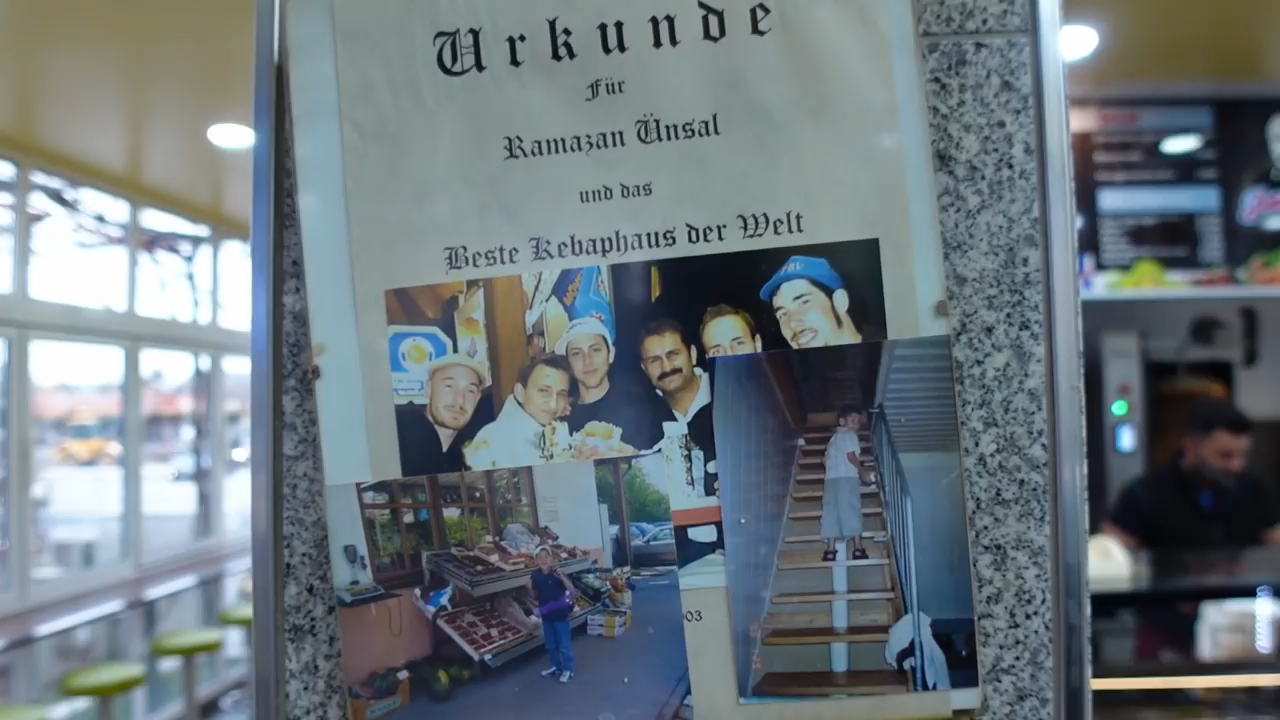 Urkunde
Für
Ramazan Ünsal
und das
Beste Kebaphaus der Welt
03